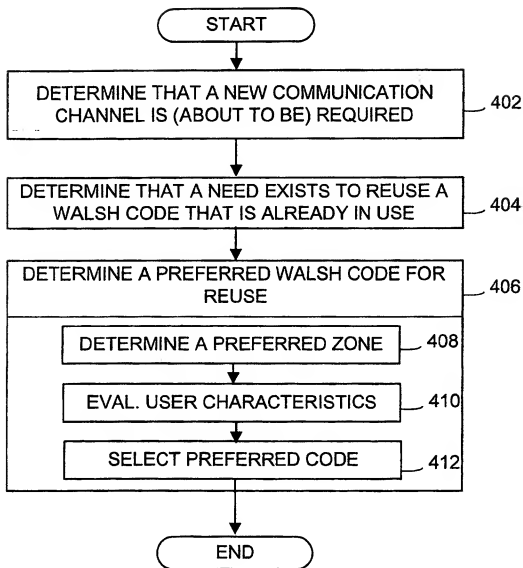 START
DETERMINE THAT A NEW COMMUNICATION
CHANNEL IS (ABOUT TO BE) REQUIRED
402
DETERMINE THAT A NEED EXISTS TO REUSE A
WALSH CODE THAT IS ALREADY IN USE
404
DETERMINE A PREFERRED WALSH CODE FOR
REUSE
406
DETERMINE A PREFERRED ZONE
408
EVAL. USER CHARACTERISTICS
410
SELECT PREFERRED CODE
412
END